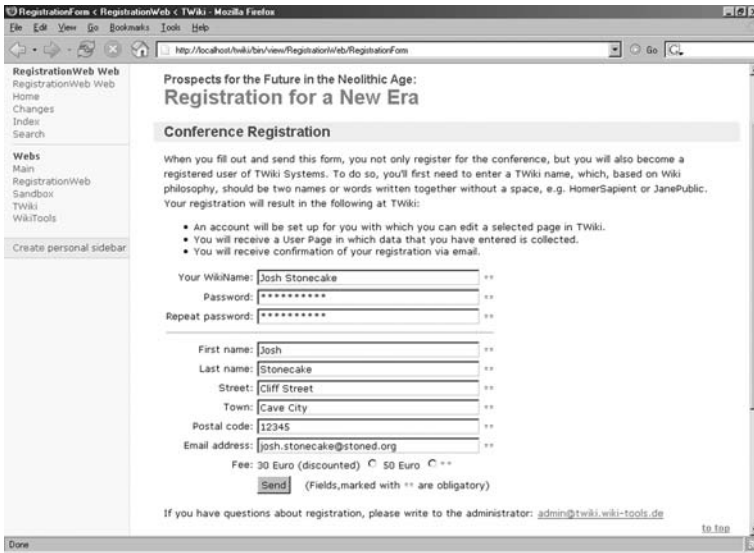 RegistrationForm < RegistrationWeb < TWiki - Mozilla Firefox
File Edit View Go Bookmarks Tools Help
http://localhost/twiki/bin/view/RegistrationWeb/RegistrationForm Go
RegistrationWeb Web
RegistrationWeb Web
Home
Changes
Index
Search
Webs
Main
RegistrationWeb
Sandbox
TWiki
WikiTools
Create personal sidebar
Prospects for the Future in the Neolithic Age:
Registration for a New Era
Conference Registration
When you fill out and send this form, you not only register for the conference, but you will also become a
registered user of TWiki Systems. To do so, you'll first need to enter a TWiki name, which, based on Wiki
philosophy, should be two names or words written together without a space, e.g. HomerSapient or JanePublic.
Your registration will result in the following at TWiki:
• An account will be set up for you with which you can edit a selected page in TWiki.
• You will receive a User Page in which data that you have entered is collected.
• You will receive confirmation of your registration via email.
Your WikiName: Josh Stonecake **
Password: ********** **
Repeat password: ********** **
First name: Josh **
Last name: Stonecake **
Street: Cliff Street **
Town: Cave City **
Postal code: 12345 **
Email address: josh.stonecake@stoned.org **
Fee: 30 Euro (discounted) 50 Euro **
Send (Fields,marked with ** are obligatory)
If you have questions about registration, please write to the administrator: admin@twiki.wiki-tools.de
to top
Done